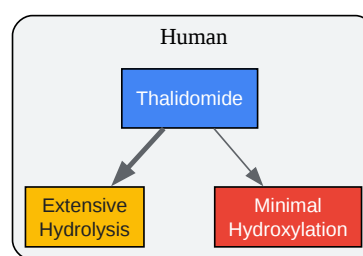 Human
Thalidomide
Extensive
Hydrolysis
Minimal
Hydroxylation